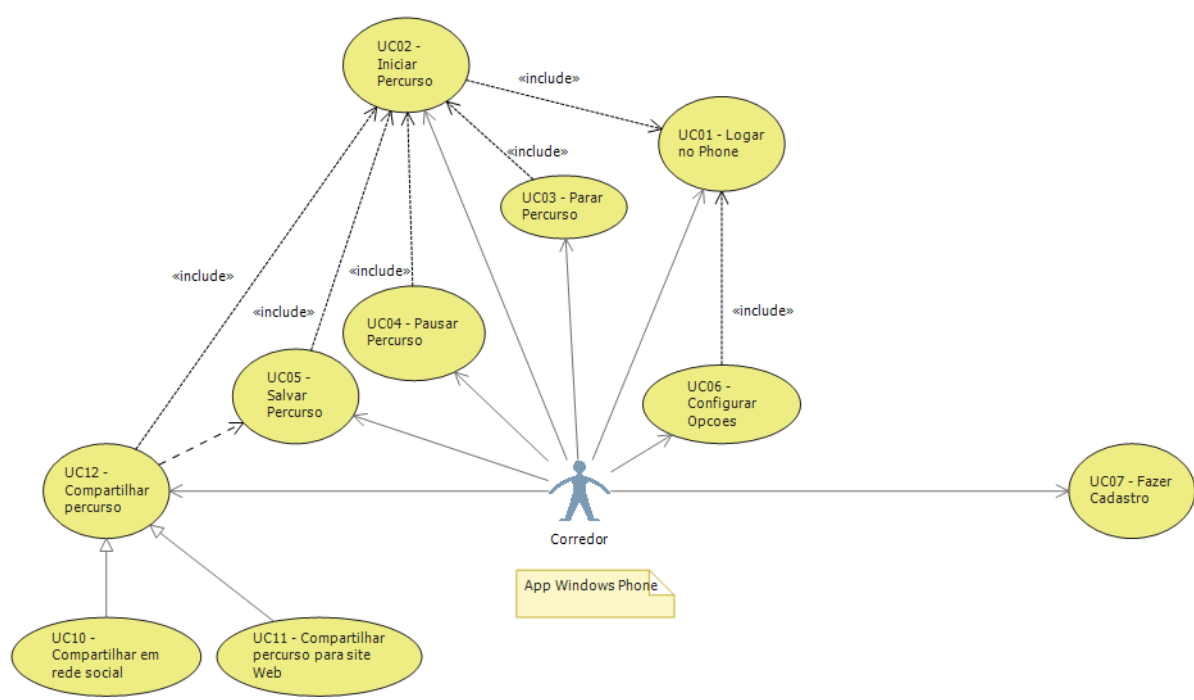 UC02 -
Iniciar
Percurso
«include»
UC01 - Logar
no Phone
«include»
UC03 - Parar
Percurso
«include»
«include»
«include»
«include»
UC04 - Pausar
Percurso
UC05 -
Salvar
Percurso
UC06 -
Configurar
Opcoes
UC12 -
Compartilhar
percurso
UC07 - Fazer
Cadastro
Corredor
App Windows Phone
UC10 -
Compartilhar em
rede social
UC11 - Compartilhar
percurso para site
Web